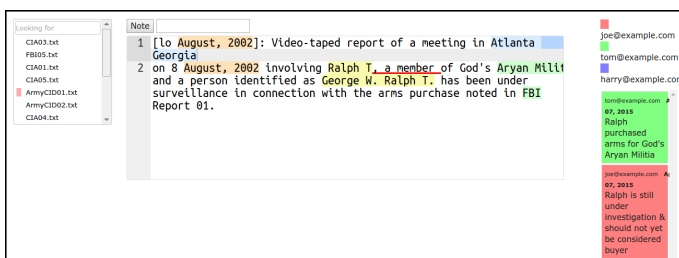 Looking for
CIA03.txt
FBI05.txt
CIA01.txt
CIA05.txt
ArmyCID01.txt
ArmyCID02.txt
CIA04.txt
Note
1 [lo August, 2002]: Video-taped report of a meeting in Atlanta
Georgia
2 on 8 August, 2002 involving Ralph T, a member of God's Aryan Milit
and a person identified as George W. Ralph T. has been under
surveillance in connection with the arms purchase noted in FBI
Report 01.
joe@example.com
tom@example.com
harry@example.com
tom@example.com
07, 2015
Ralph
purchased
arms for God's
Aryan Militia
joe@example.com
07, 2015
Ralph is still
under
investigation &
should not yet
be considered
buyer